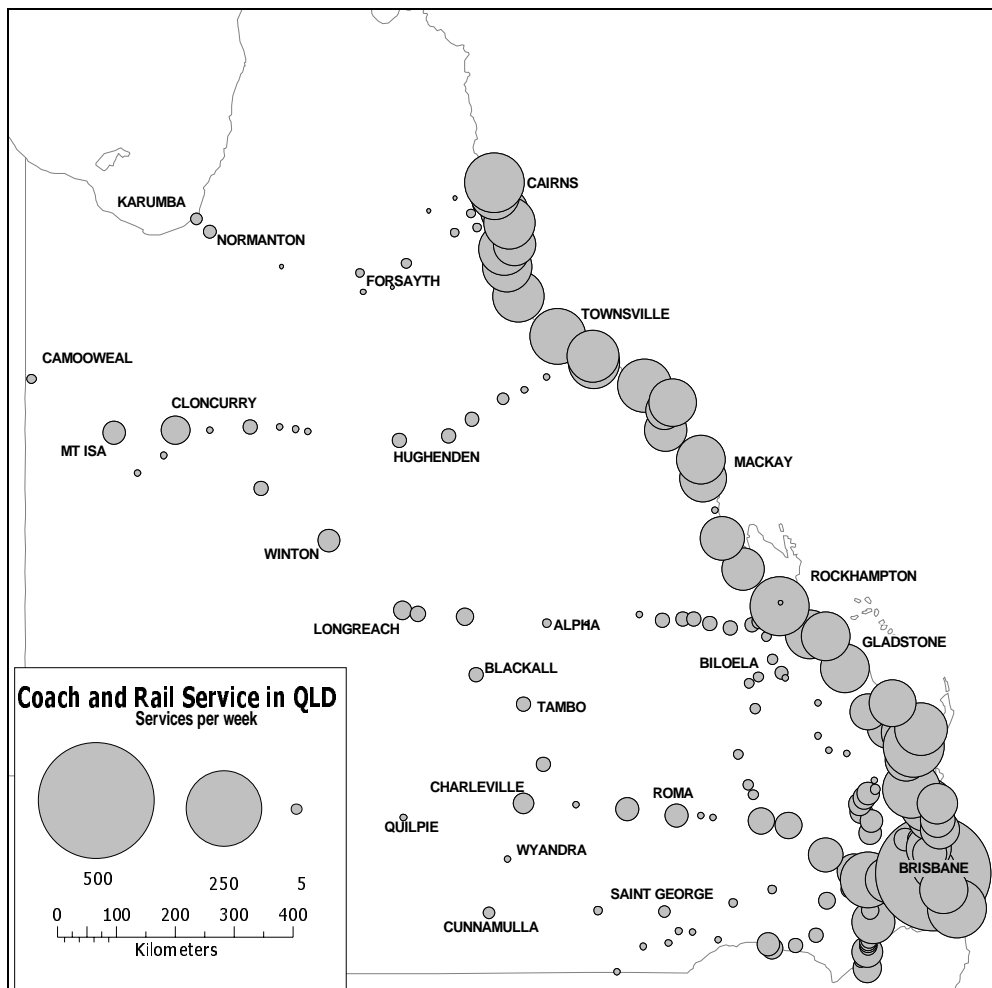 CAIRNS
KARUMBA
NORMANTON
FORSAYTH
TOWNSVILLE
CAMOOWEAL
CLONCURRY
MT ISA
HUGHENDEN
MACKAY
WINTON
ROCKHAMPTON
LONGREACH
ALPHA
GLADSTONE
BLACKALL
BILOELA
TAMBO
CHARLEVILLE
ROMA
QUILPIE
WYANDRA
BRISBANE
SAINT GEORGE
CUNNAMULLA
Coach and Rail Service in QLD
Services per week
500 250 5
0 100 200 300 400
Kilometers